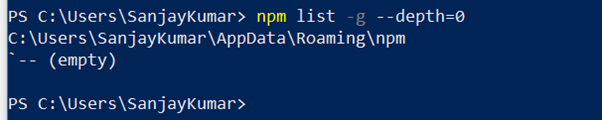 PS C:\Users\SanjayKumar> npm list -g --depth=0
C:\Users\SanjayKumar\AppData\Roaming\npm
`-- (empty)
PS C:\Users\SanjayKumar>